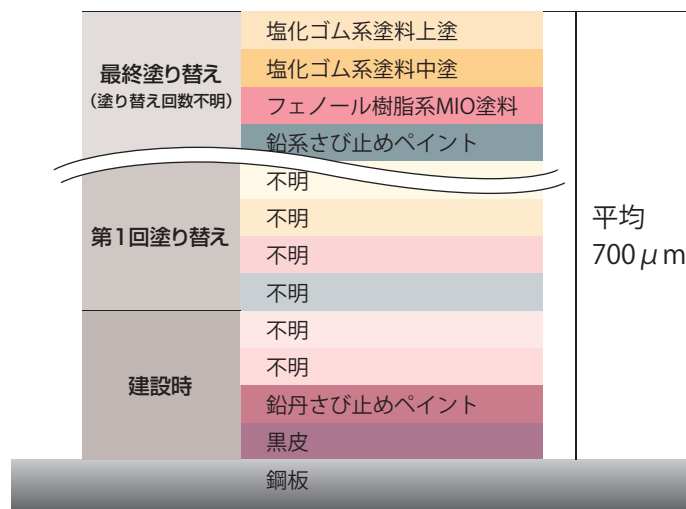 塩化ゴム系塗料上塗
最終塗り替え
(塗り替え回数不明)
塩化ゴム系塗料中塗
フェノール樹脂系MIO塗料
鉛系さび止めペイント
不明
第1回塗り替え
不明
不明
不明
平均
700μm
建設時
不明
不明
鉛丹さび止めペイント
黒皮
鋼板